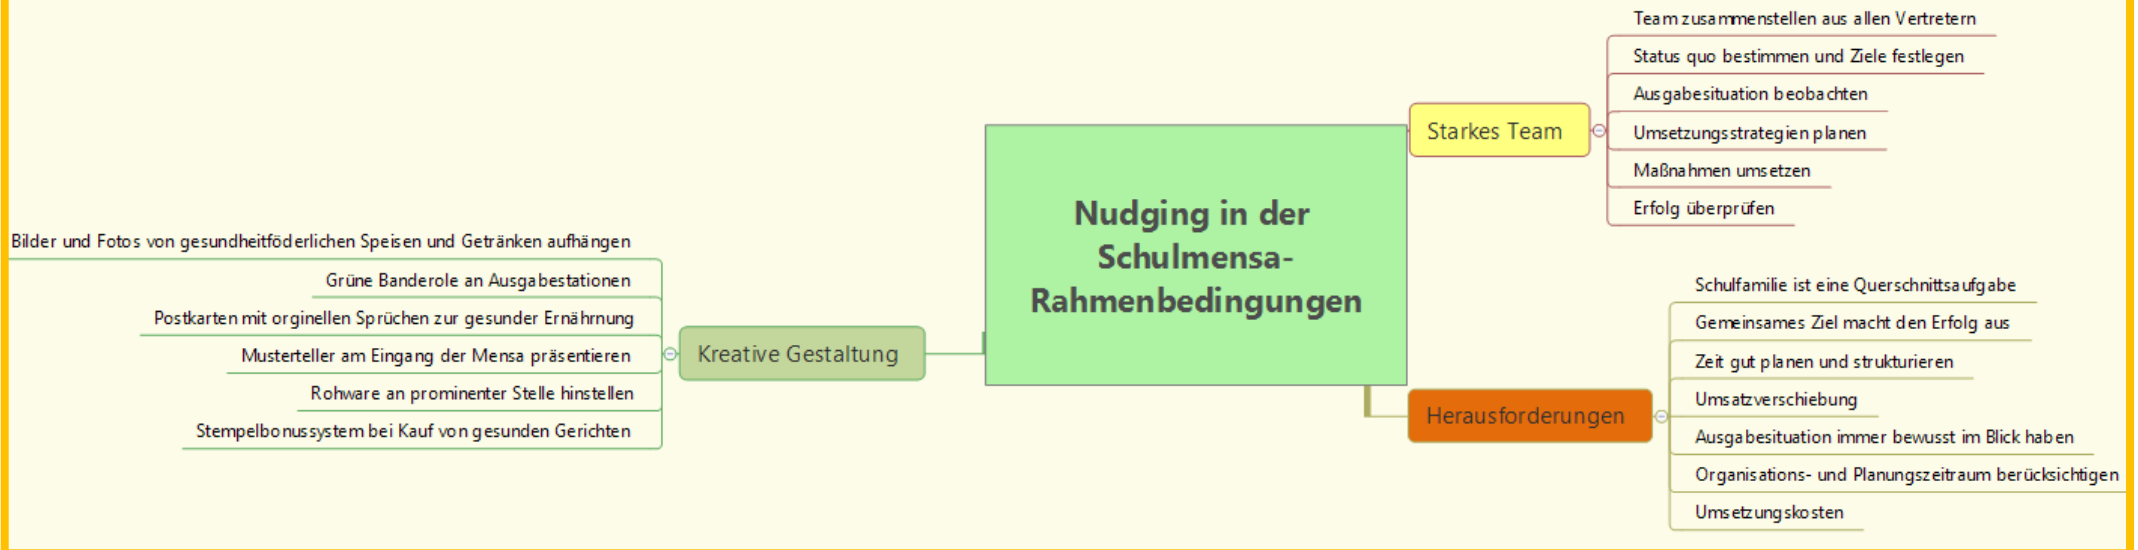 Nudging in der
Schulmensa-
Rahmenbedingungen
Starkes Team
Team zusammenstellen aus allen Vertretern
Status quo bestimmen und Ziele festlegen
Ausgabesituation beobachten
Umsetzungsstrategien planen
Maßnahmen umsetzen
Erfolg überprüfen
Herausforderungen
Schulfamilie ist eine Querschnittsaufgabe
Gemeinsames Ziel macht den Erfolg aus
Zeit gut planen und strukturieren
Umsatzverschiebung
Ausgabesituation immer bewusst im Blick haben
Organisations- und Planungszeitraum berücksichtigen
Umsetzungskosten
Kreative Gestaltung
Bilder und Fotos von gesundheitföderlichen Speisen und Getränken aufhängen
Grüne Banderole an Ausgabestationen
Postkarten mit orginellen Sprüchen zur gesunder Ernährnung
Musterteller am Eingang der Mensa präsentieren
Rohware an prominenter Stelle hinstellen
Stempelbonussystem bei Kauf von gesunden Gerichten